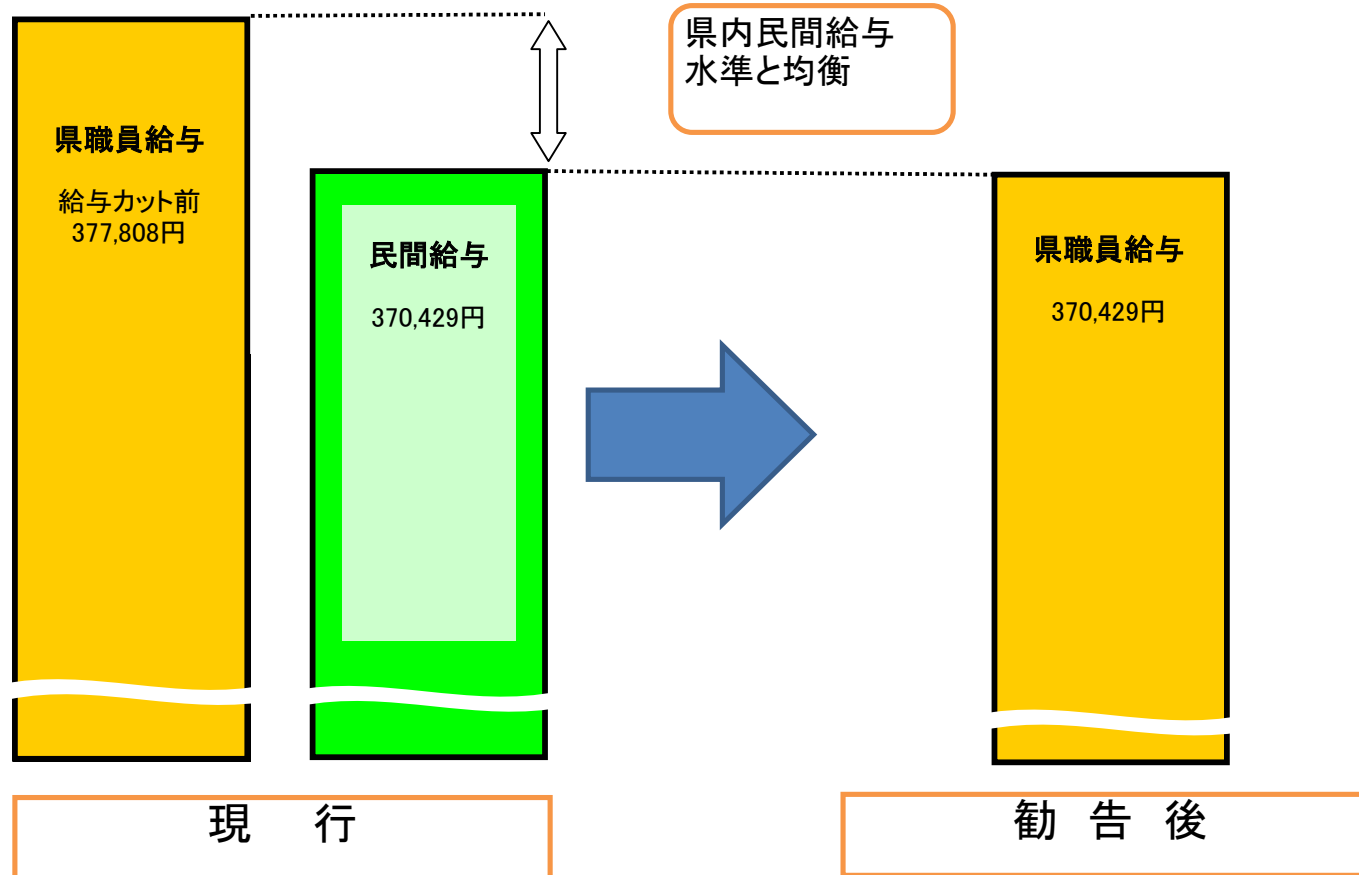 県内民間給与
水準と均衡
県職員給与
給与カット前
377,808円
民間給与
370,429円
県職員給与
370,429円
現 行
勧 告 後